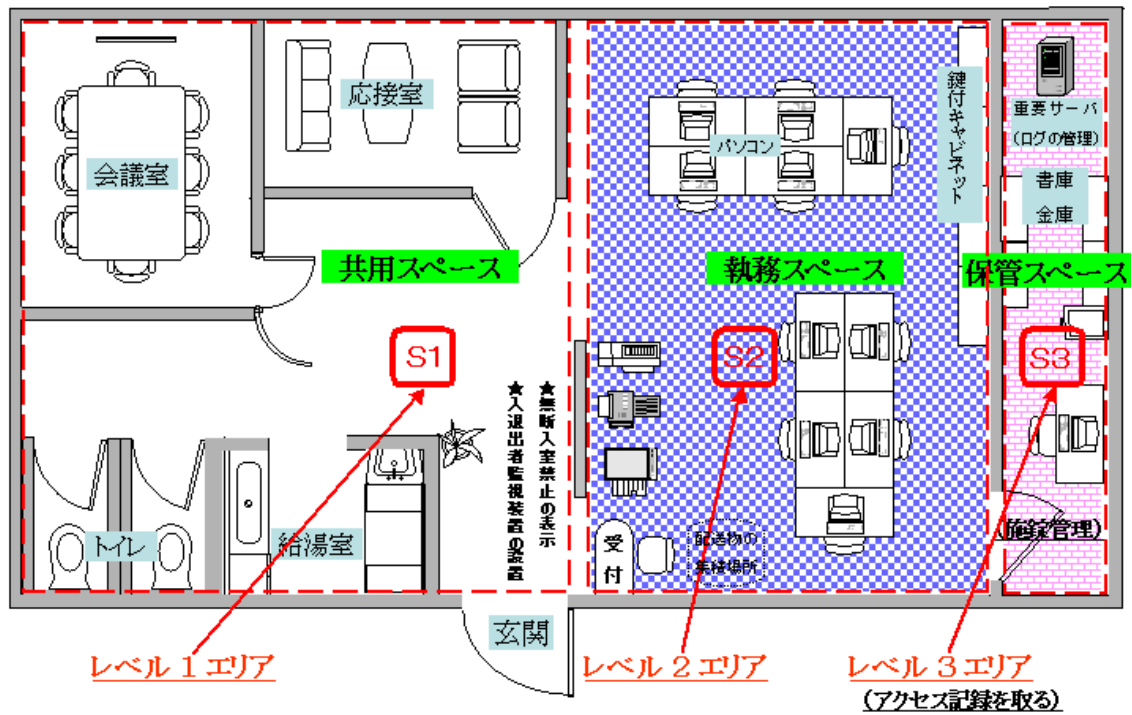 会議室
応接室
共用スペース
S1
★無断入室禁止の表示
★入退出者監視装置の設置
トイレ
給湯室
玄関
パソコン
鍵付キャビネット
執務スペース
S2
受付
配送物の
集積場所
重要サーバ
(ログの管理)
書庫
金庫
保管スペース
S3
(施錠管理)
レベル1エリア
レベル2エリア
レベル3エリア
(アクセス記録を取る)